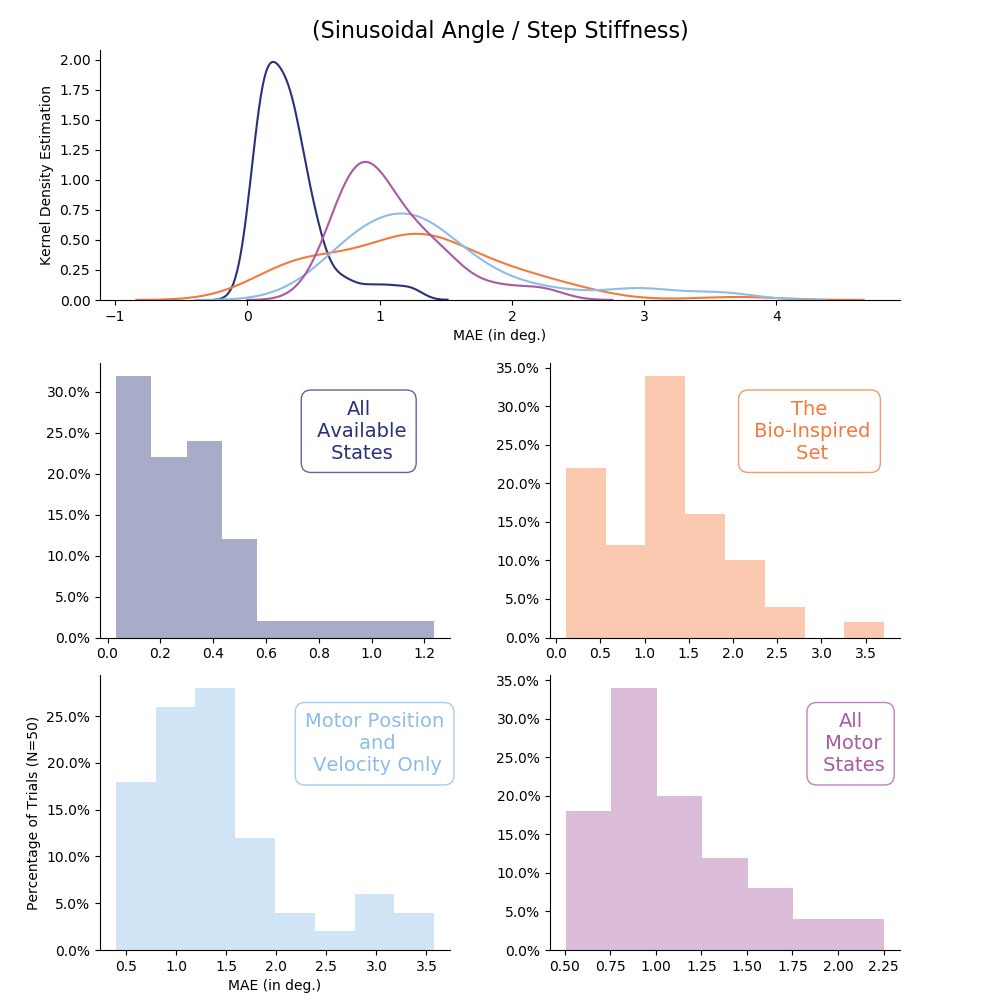 (Sinusoidal Angle / Step Stiffness)
Kernel Density Estimation
2.00
1.75
1.50
1.25
1.00
0.75
0.50
0.25
0.00
−1 0 1 2 3 4
MAE (in deg.)
30.0%
25.0%
20.0%
15.0%
10.0%
5.0%
0.0%
0.0 0.2 0.4 0.6 0.8 1.0 1.2
All
Available
States
35.0%
30.0%
25.0%
20.0%
15.0%
10.0%
5.0%
0.0%
0.0 0.5 1.0 1.5 2.0 2.5 3.0 3.5
The
Bio-Inspired
Set
Percentage of Trials (N=50)
25.0%
20.0%
15.0%
10.0%
5.0%
0.0%
0.5 1.0 1.5 2.0 2.5 3.0 3.5
MAE (in deg.)
Motor Position
and
Velocity Only
35.0%
30.0%
25.0%
20.0%
15.0%
10.0%
5.0%
0.0%
0.50 0.75 1.00 1.25 1.50 1.75 2.00 2.25
All
Motor
States